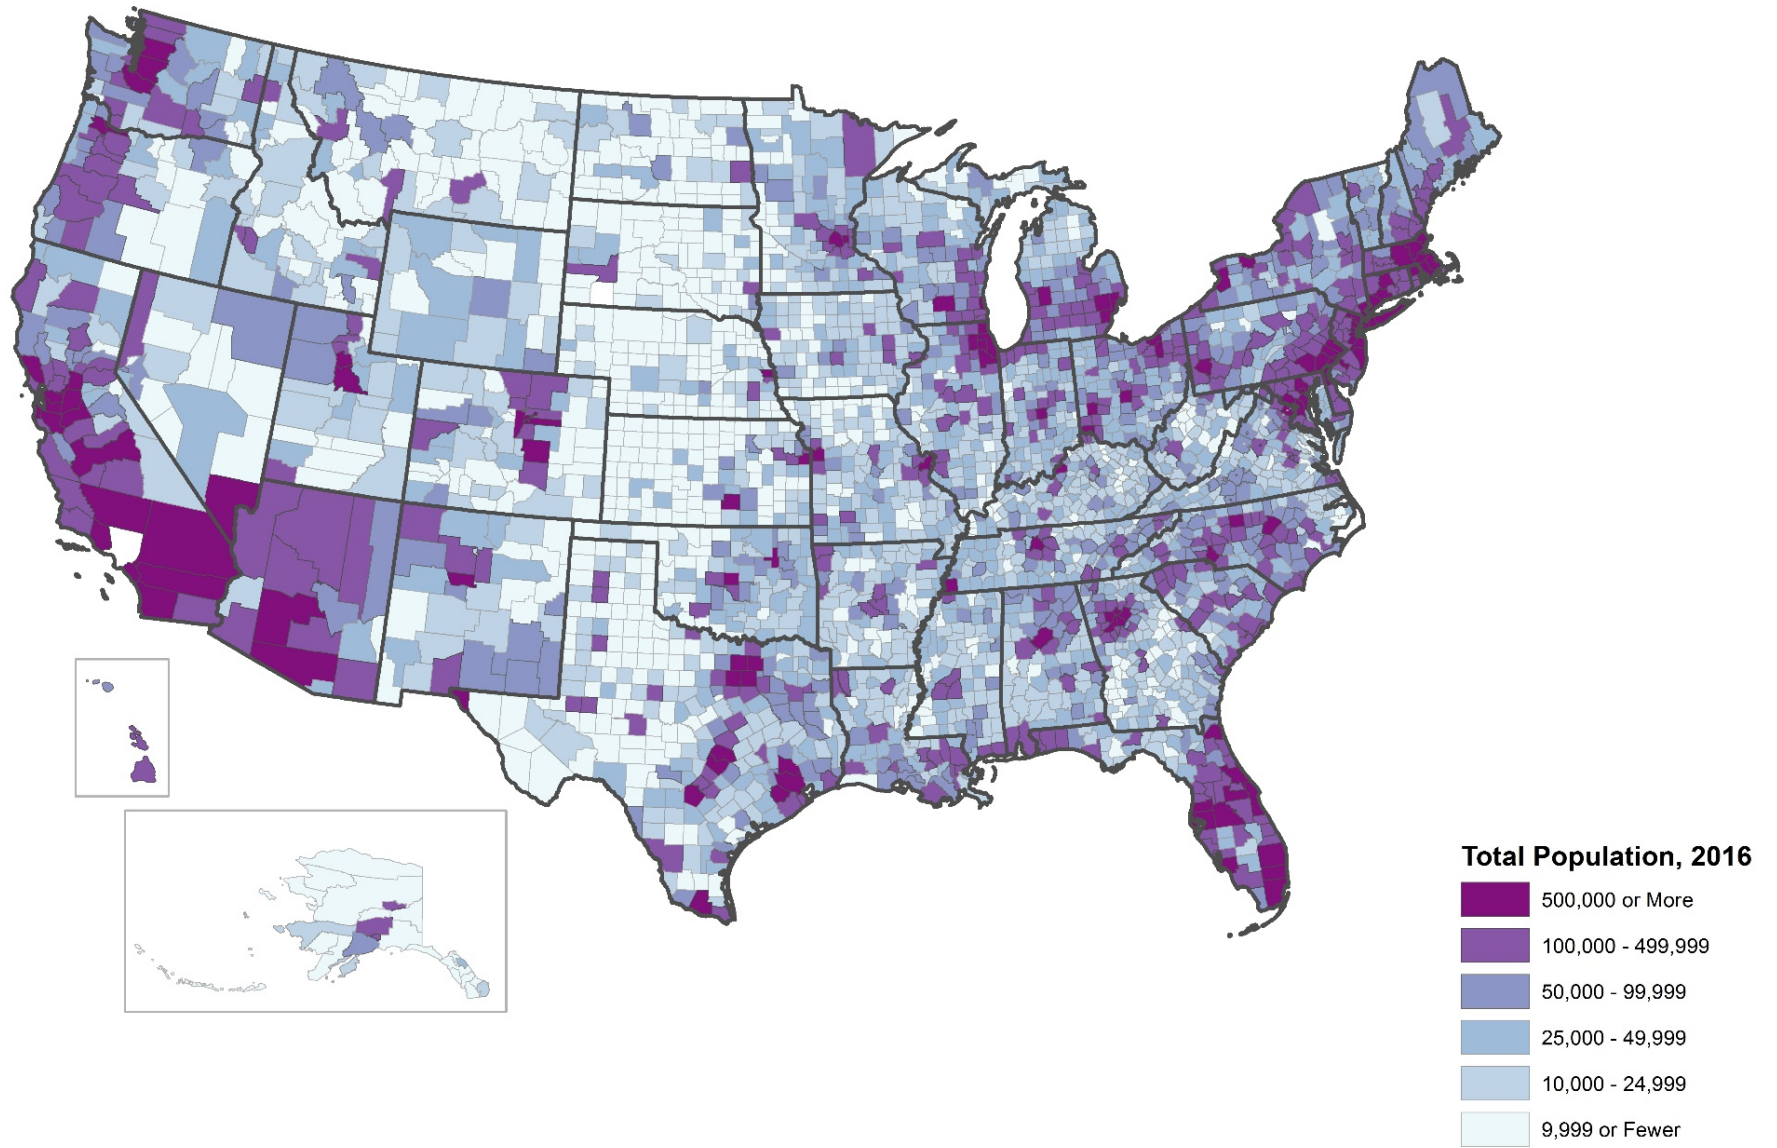 Total Population, 2016
500,000 or More
100,000 - 499,999
50,000 - 99,999
25,000 - 49,999
10,000 - 24,999
9,999 or Fewer